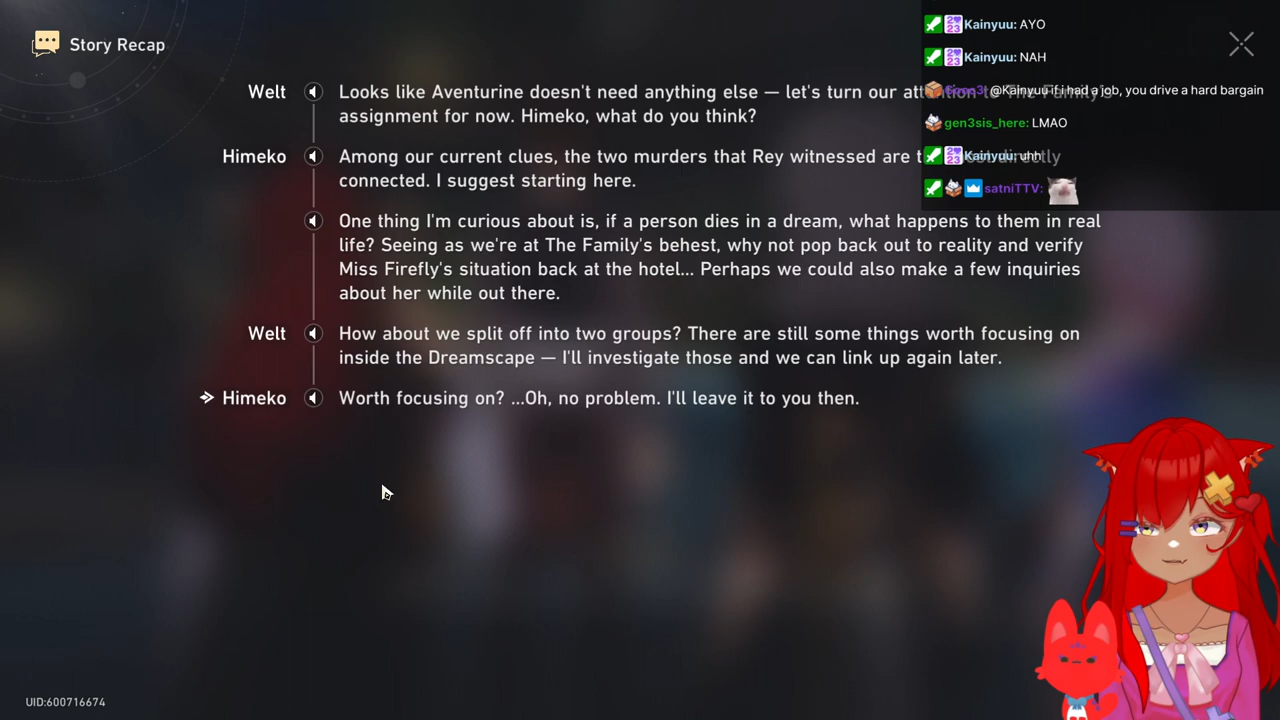 Story Recap
Kainyuu: AYO
Kainyuu: NAH
@Kainyuu if i had a job, you drive a hard bargain
gen3sis_here: LMAO
Kainyuu: uhh
satniTTV:
Welt
Looks like Aventurine doesn't need anything else — let's turn our attention to The Family's
assignment for now. Himeko, what do you think?
Himeko
Among our current clues, the two murders that Rey witnessed are directly
connected. I suggest starting here.
One thing I'm curious about is, if a person dies in a dream, what happens to them in real
life? Seeing as we're at The Family's behest, why not pop back out to reality and verify
Miss Firefly's situation back at the hotel... Perhaps we could also make a few inquiries
about her while out there.
Welt
How about we split off into two groups? There are still some things worth focusing on
inside the Dreamscape — I'll investigate those and we can link up again later.
Himeko
Worth focusing on? ...Oh, no problem. I'll leave it to you then.
UID:600716674